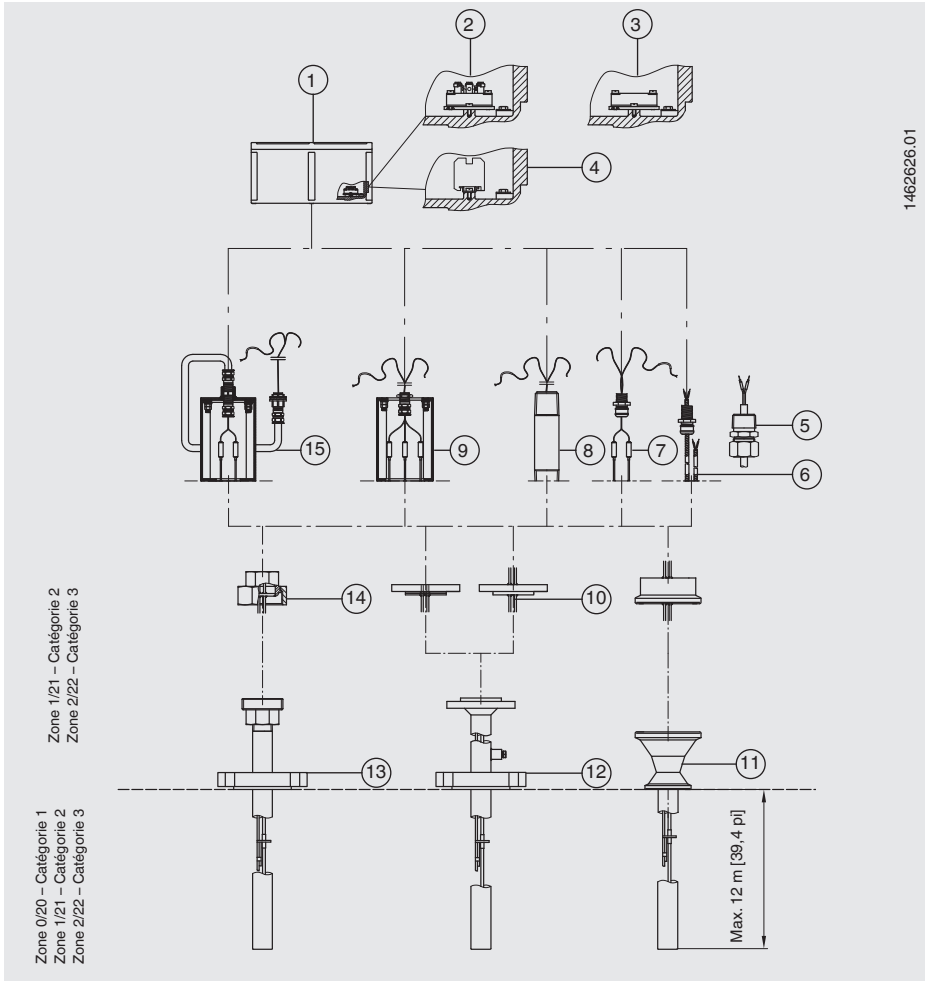 2
3
1
4
1462626.01
5
15
9
8
7
6
14
10
Zone 1/21 – Catégorie 2
Zone 2/22 – Catégorie 3
13
12
11
Zone 0/20 – Catégorie 1
Zone 1/21 – Catégorie 2
Zone 2/22 – Catégorie 3
Max. 12 m [39,4 pi]